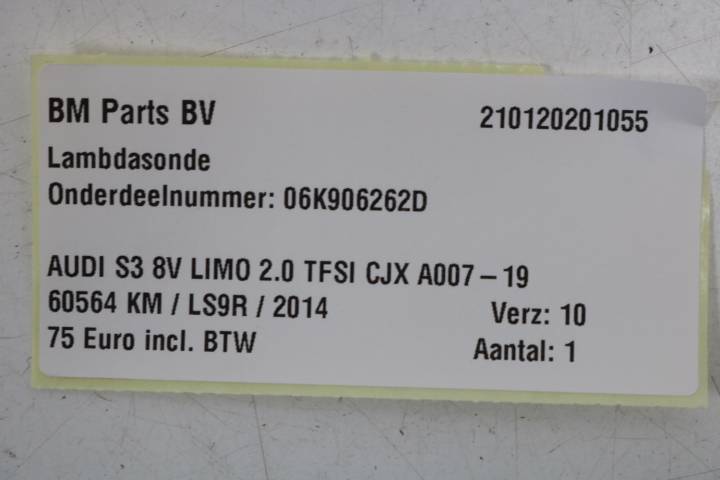 BM Parts BV 210120201055
Lambdasonde
Onderdeelnummer: 06K906262D
AUDI S3 8V LIMO 2.0 TFSI CJX A007 – 19
60564 KM / LS9R / 2014 Verz: 10
75 Euro incl. BTW Aantal: 1